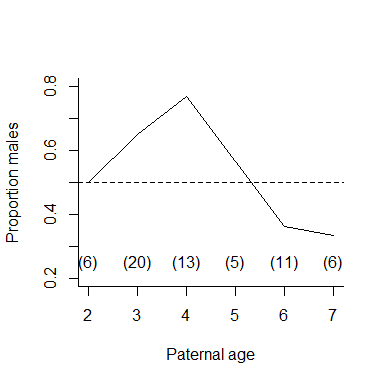 Proportion males
0.8
0.6
0.4
0.2
(6) (20) (13) (5) (11) (6)
2 3 4 5 6 7
Paternal age